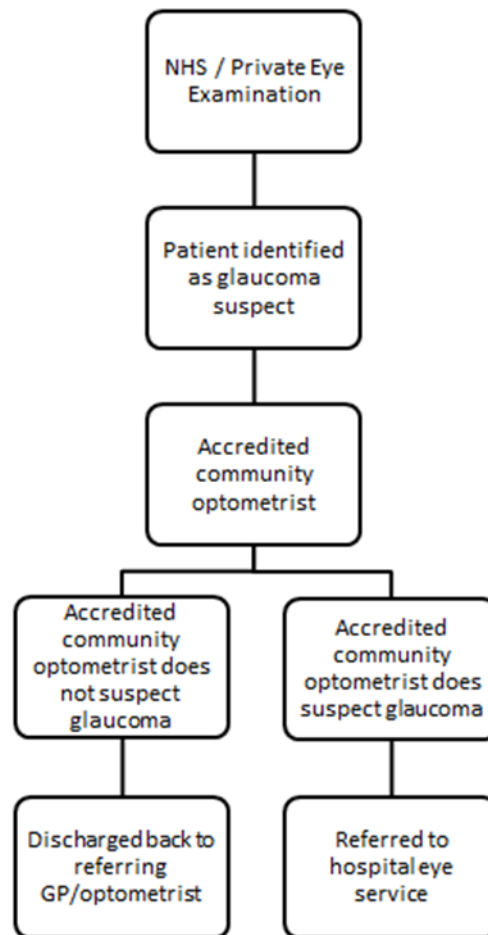 NHS / Private Eye
Examination
Patient identified
as glaucoma
suspect
Accredited
community
optometrist
Accredited
community
optometrist does
not suspect
glaucoma
Accredited
community
optometrist does
suspect glaucoma
Discharged back to
referring
GP/optometrist
Referred to
hospital eye
service